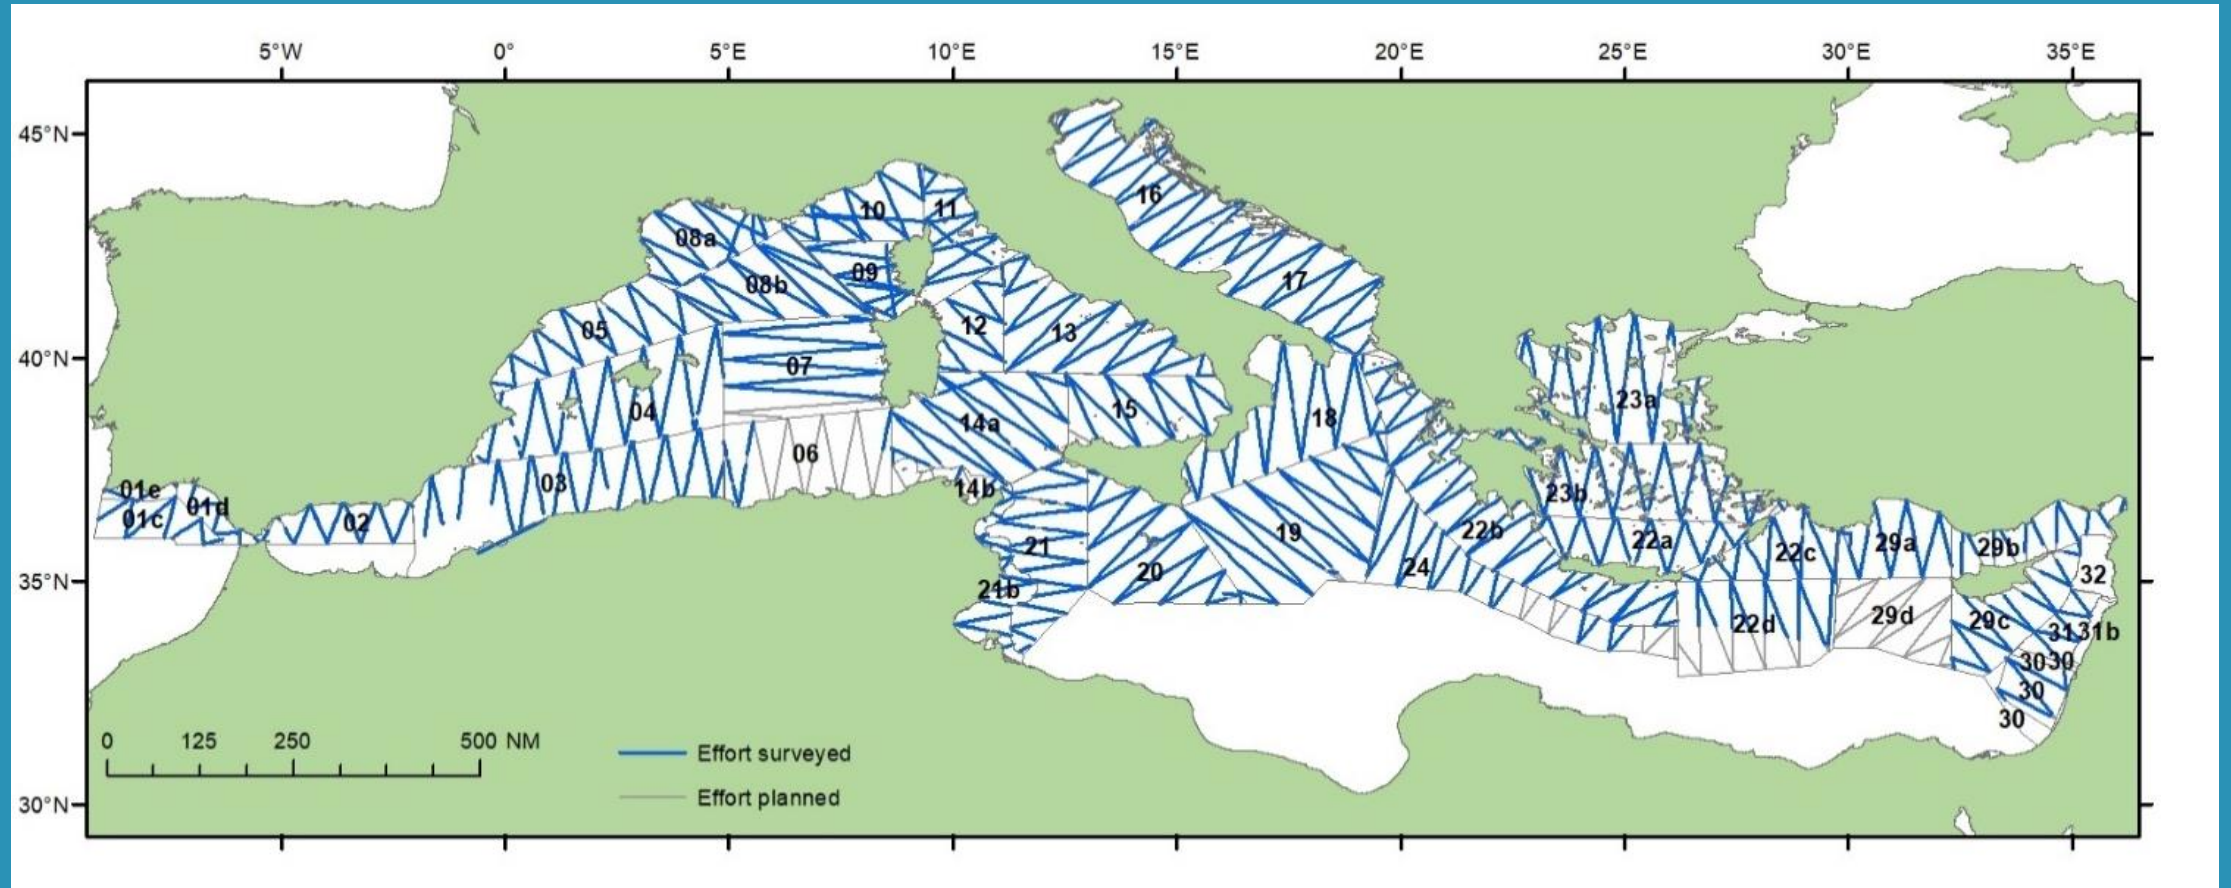 5°W 0° 5°E 10°E 15°E 20°E 25°E 30°E 35°E
45°N
40°N
35°N
30°N
16
10 11
08a
09
08b
17
05
12 13
07
04
14a
15
18
23a
06
03
14b
01e
01d
01c
02
23b
19
22b
22a
22c
29a
29b
21
20
24
32
21b
22d
29d
29c
31 31b
30 30
30
30
0 125 250 500 NM
Effort surveyed
Effort planned